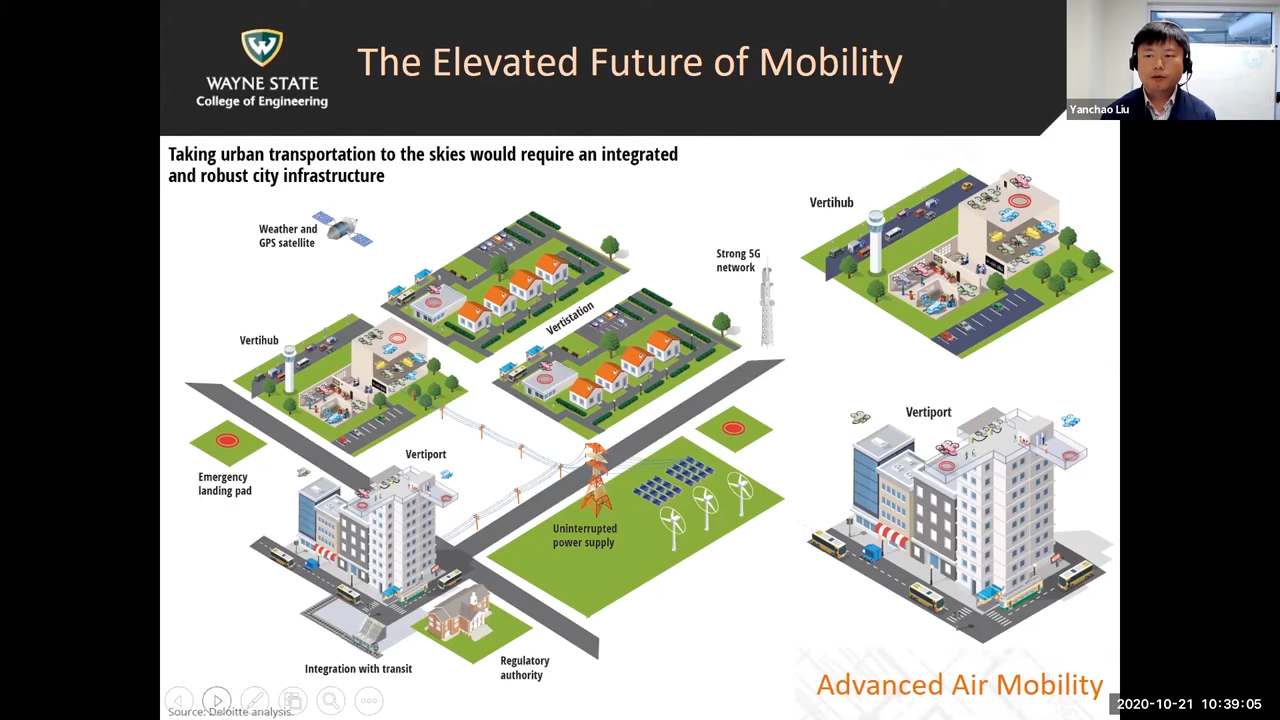 The Elevated Future of Mobility
WAYNE STATE
College of Engineering
Yanchao Liu
Taking urban transportation to the skies would require an integrated
and robust city infrastructure
Weather and
GPS satellite
Strong 5G
network
Vertihub
Vertistation
Vertihub
Emergency
landing pad
Vertiport
Vertiport
Uninterrupted
power supply
Integration with transit
Regulatory
authority
Advanced Air Mobility
Source: Deloitte analysis.
2020-10-21 10:39:05